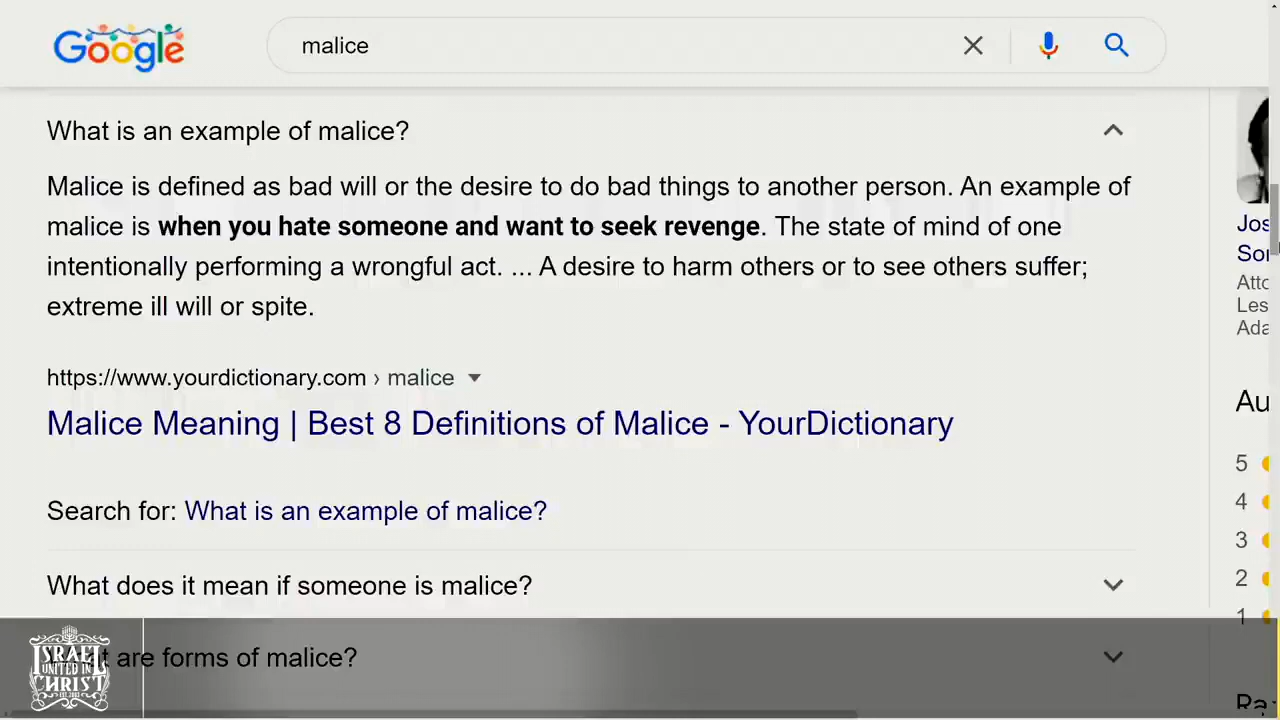 Google
malice
What is an example of malice?
Malice is defined as bad will or the desire to do bad things to another person. An example of
malice is when you hate someone and want to seek revenge. The state of mind of one
intentionally performing a wrongful act. ... A desire to harm others or to see others suffer;
extreme ill will or spite.
https://www.yourdictionary.com › malice
Malice Meaning | Best 8 Definitions of Malice - YourDictionary
Search for: What is an example of malice?
What does it mean if someone is malice?
are forms of malice?
Jos
Atto
Les
Ada
Au
5
4
3
2
1
ISRAEL
UNITED IN
CHRIST